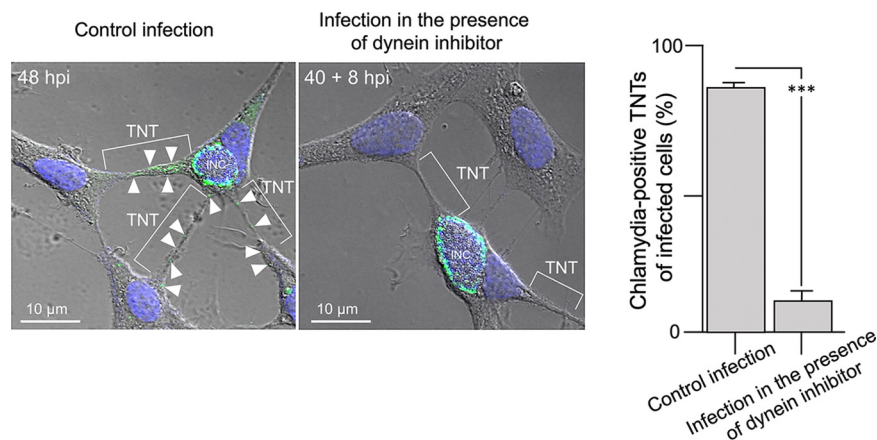 Control infection
Infection in the presence
of dynein inhibitor
48 hpi
TNT
INC
TNT
TNT
10 µm
40 + 8 hpi
TNT
INC
TNT
10 µm
Chlamydia-positive TNTs
of infected cells (%)
100
0
***
Control infection
Infection in the presence
of dynein inhibitor